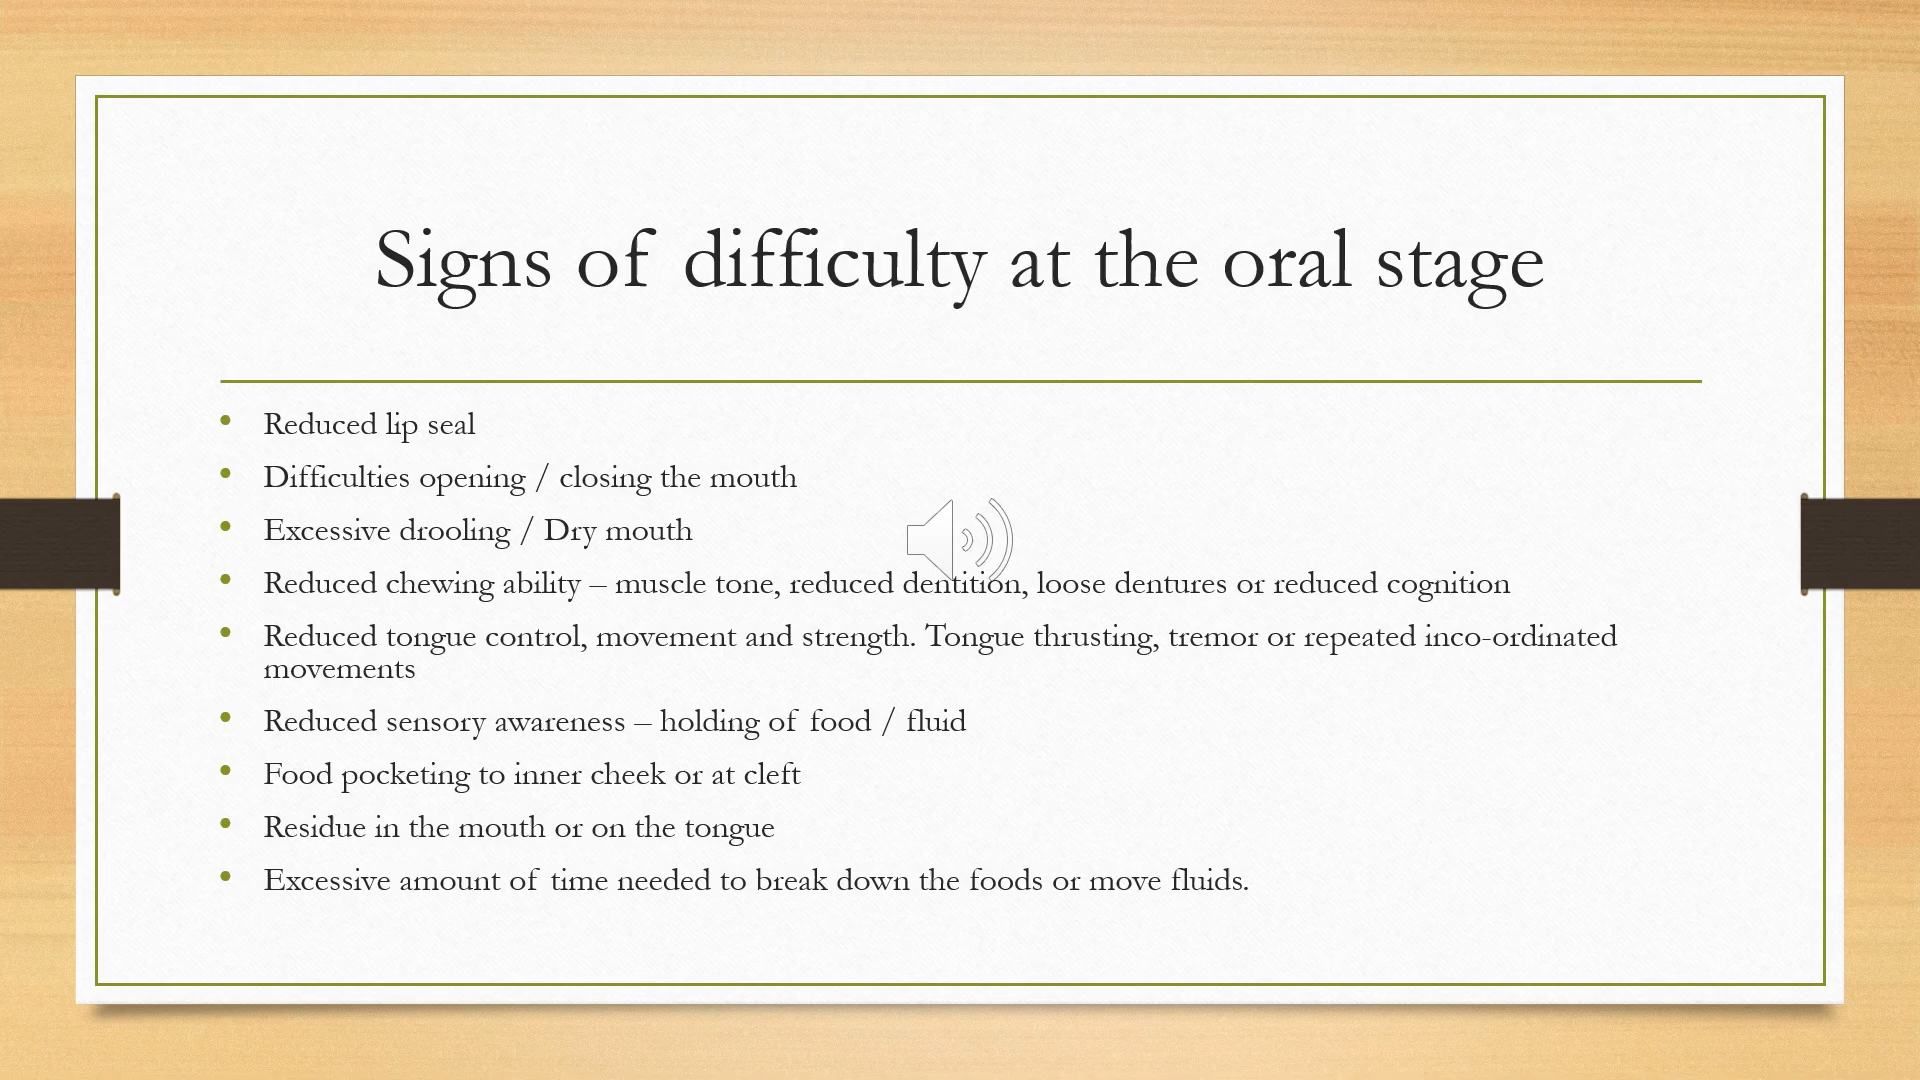 Signs of difficulty at the oral stage
• Reduced lip seal
• Difficulties opening / closing the mouth
• Excessive drooling / Dry mouth
• Reduced chewing ability – muscle tone, reduced dentition, loose dentures or reduced cognition
• Reduced tongue control, movement and strength. Tongue thrusting, tremor or repeated inco-ordinated
movements
• Reduced sensory awareness – holding of food / fluid
• Food pocketing to inner cheek or at cleft
• Residue in the mouth or on the tongue
• Excessive amount of time needed to break down the foods or move fluids.